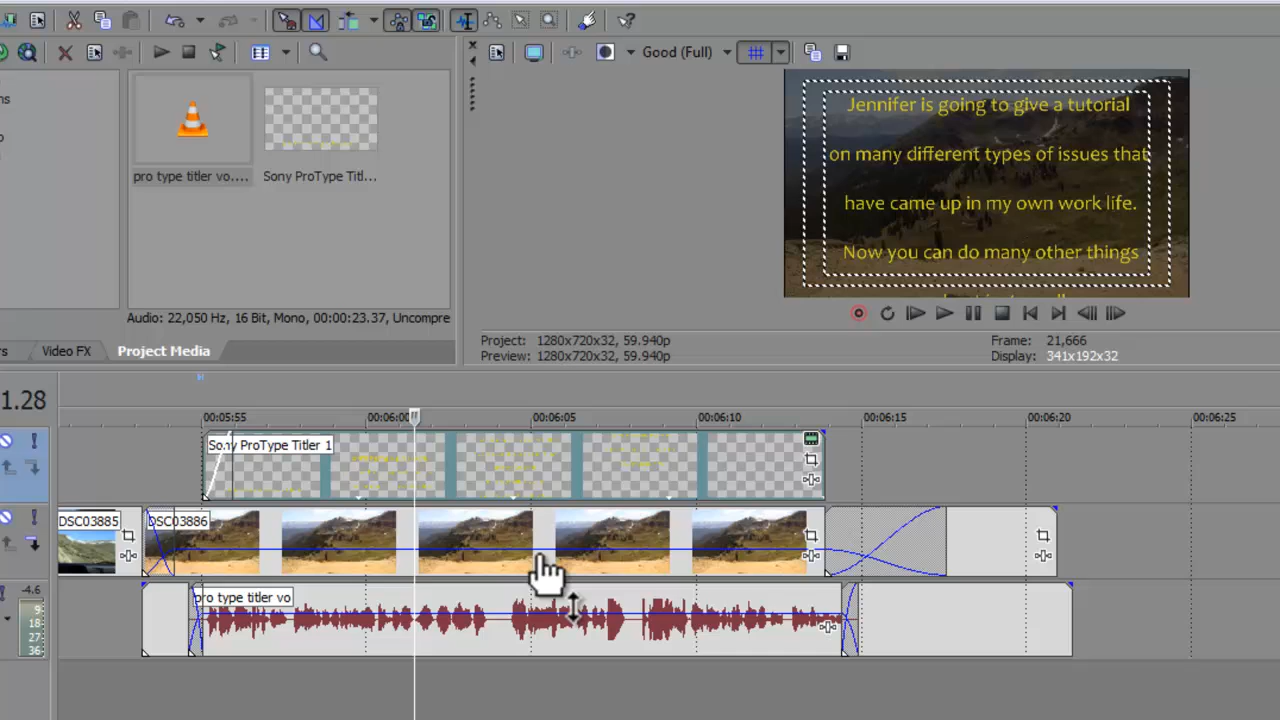 Good (Full)
Jennifer is going to give a tutorial
on many different types of issues that
have came up in my own work life.
Now you can do many other things
pro type titler vo....
Sony ProType Titl...
Audio: 22,050 Hz, 16 Bit, Mono, 00:00:23.37, Uncompre
Video FX
Project Media
Project: 1280x720x32, 59.940p
Preview: 1280x720x32, 59.940p
Frame: 21,666
Display: 341x192x32
1.28
00:05:55
00:06:0
00:06:05
00:06:10
00:06:15
00:06:20
00:06:25
Sony ProType Titler 1
DSC03885
DSC03886
pro type titler vo
-4.6
9
18
27
36